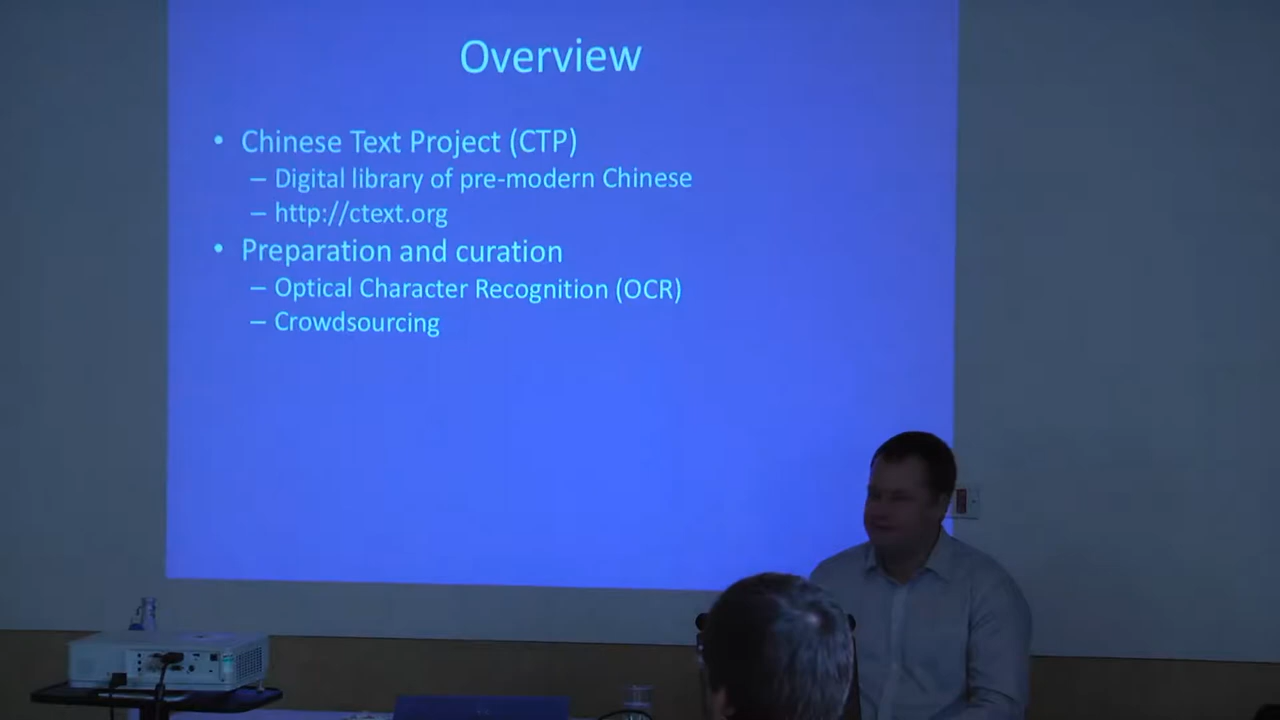 Overview
• Chinese Text Project (CTP)
– Digital library of pre-modern Chinese
– http://ctext.org
• Preparation and curation
– Optical Character Recognition (OCR)
– Crowdsourcing